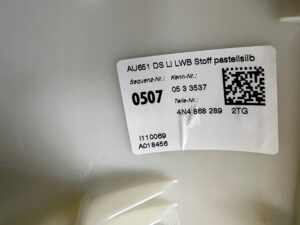 AU651 DS LI LWB Stoff pastellsilb
Sequenz-Nr.: Kenn-Nr.:
0507 05 3 3537
Teile-Nr.:
4N4 868 289 2TG
I110069
A018456